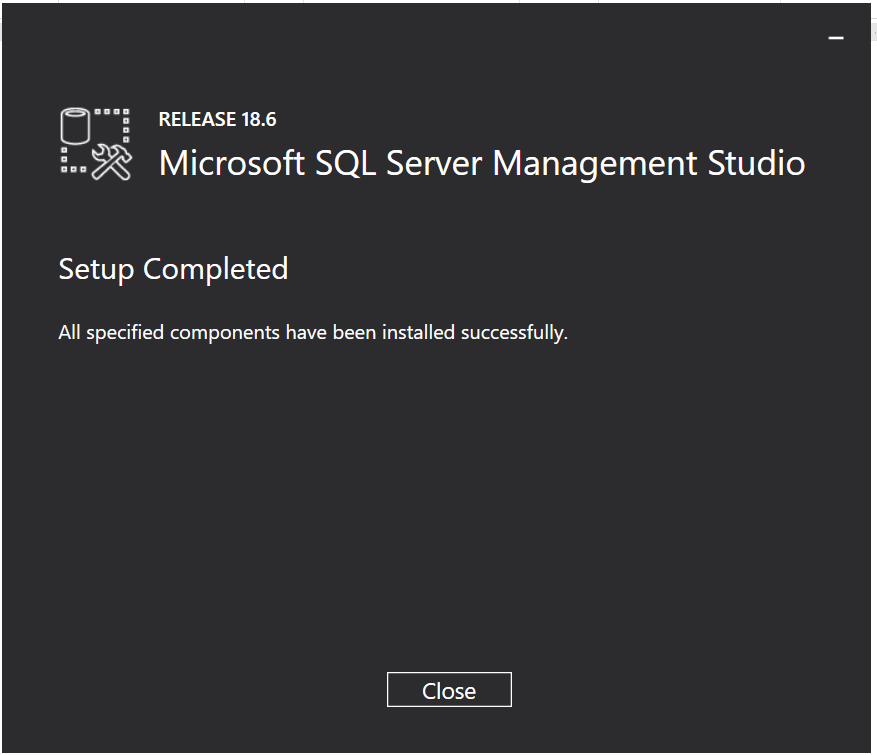 RELEASE 18.6
Microsoft SQL Server Management Studio
Setup Completed
All specified components have been installed successfully.
Close